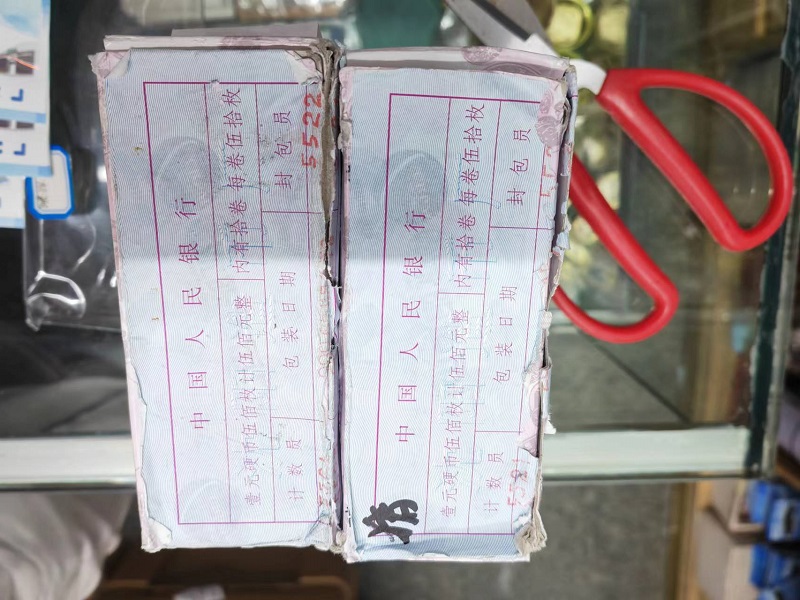 中国人民银行
壹元硬币伍佰枚计伍佰元整 内有拾卷 每卷伍拾枚
计数员 包装日期 封包员
5522
中国人民银行
壹元硬币伍佰枚计伍佰元整 内有拾卷 每卷伍拾枚
计数员 包装日期 封包员